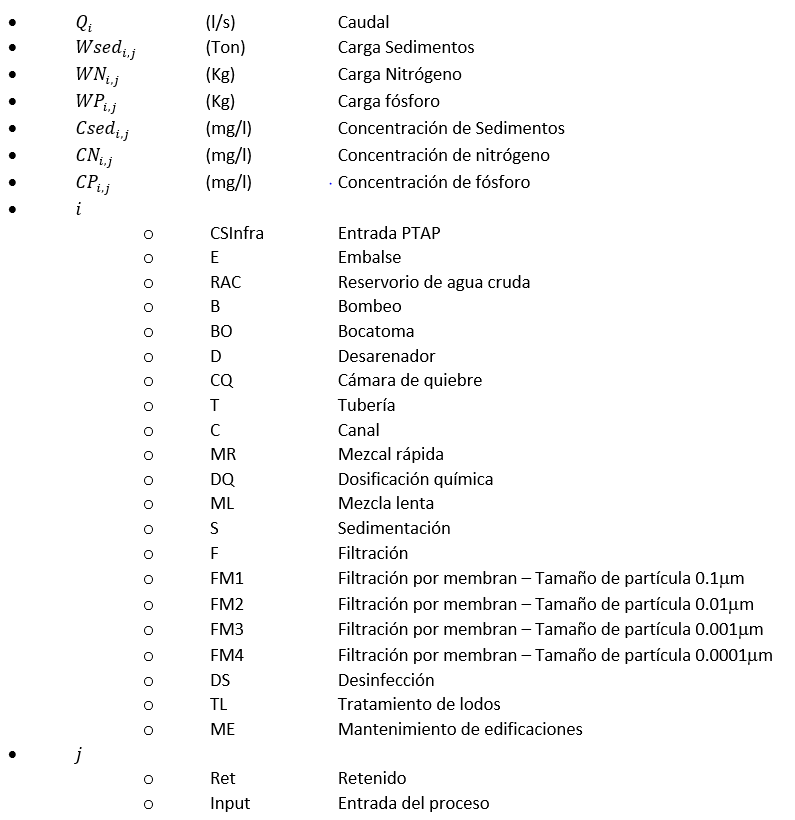 • Q_i (l/s) Caudal
• Wsed_{i,j} (Ton) Carga Sedimentos
• WN_{i,j} (Kg) Carga Nitrógeno
• WP_{i,j} (Kg) Carga fósforo
• Csed_{i,j} (mg/l) Concentración de Sedimentos
• CN_{i,j} (mg/l) Concentración de nitrógeno
• CP_{i,j} (mg/l) Concentración de fósforo
• i
o CSInfra Entrada PTAP
o E Embalse
o RAC Reservorio de agua cruda
o B Bombeo
o BO Bocatoma
o D Desarenador
o CQ Cámara de quiebre
o T Tubería
o C Canal
o MR Mezcal rápida
o DQ Dosificación química
o ML Mezcla lenta
o S Sedimentación
o F Filtración
o FM1 Filtración por membran – Tamaño de partícula 0.1µm
o FM2 Filtración por membran – Tamaño de partícula 0.01µm
o FM3 Filtración por membran – Tamaño de partícula 0.001µm
o FM4 Filtración por membran – Tamaño de partícula 0.0001µm
o DS Desinfección
o TL Tratamiento de lodos
o ME Mantenimiento de edificaciones
• j
o Ret Retenido
o Input Entrada del proceso